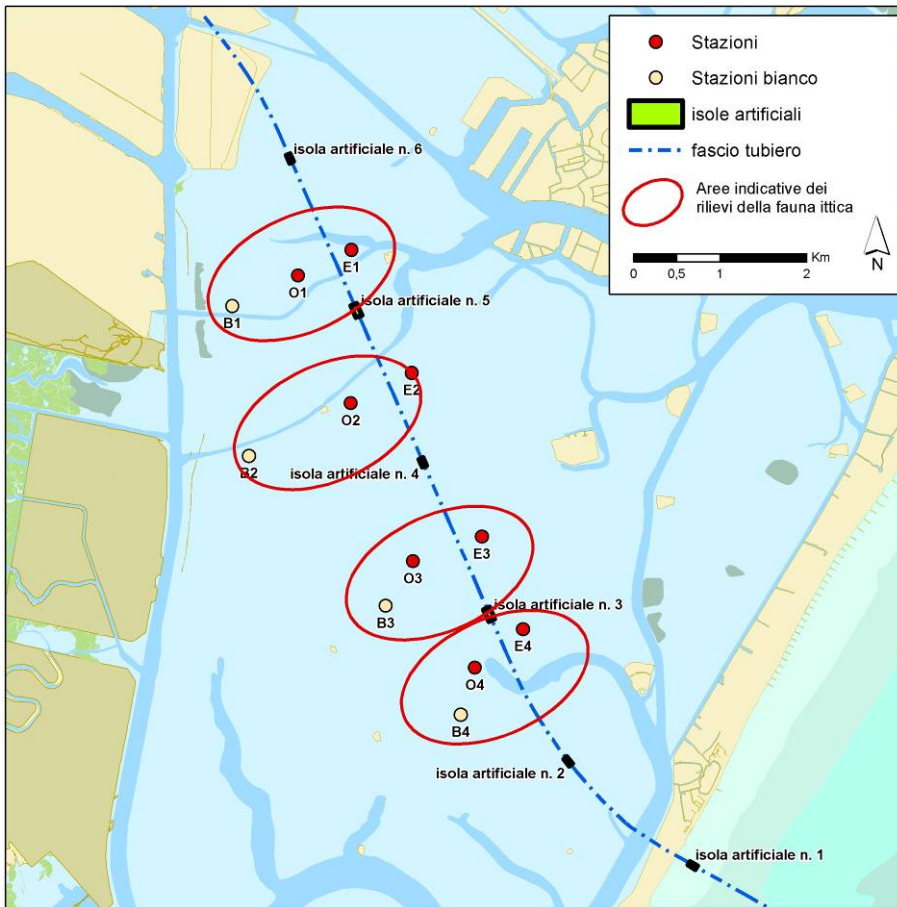 Stazioni
Stazioni bianco
isole artificiali
fascio tubiero
Aree indicative dei
rilievi della fauna ittica
Km
0 0,5 1 2
N
isola artificiale n. 6
E1
O1
B1
isola artificiale n. 5
E2
O2
B2
isola artificiale n. 4
E3
O3
B3
isola artificiale n. 3
E4
O4
B4
isola artificiale n. 2
isola artificiale n. 1